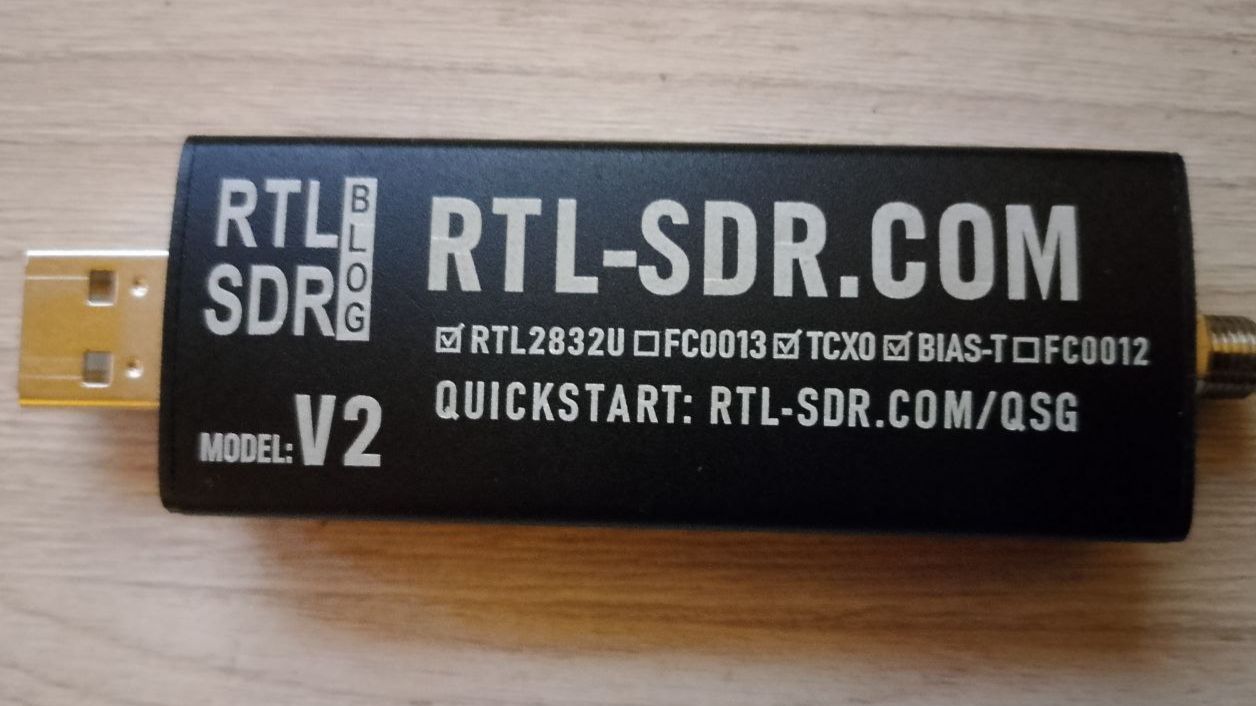 RTL
SDR
BLOG
MODEL: V2
RTL-SDR.COM
☑RTL2832U ☐FC0013 ☑TCXO ☑BIAS-T ☐FC0012
QUICKSTART: RTL-SDR.COM/QSG